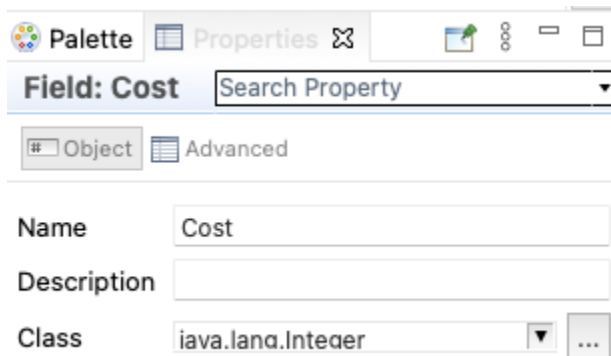 Palette Properties
Field: Cost Search Property
# Object Advanced
Name Cost
Description
Class java.lang.Integer ...